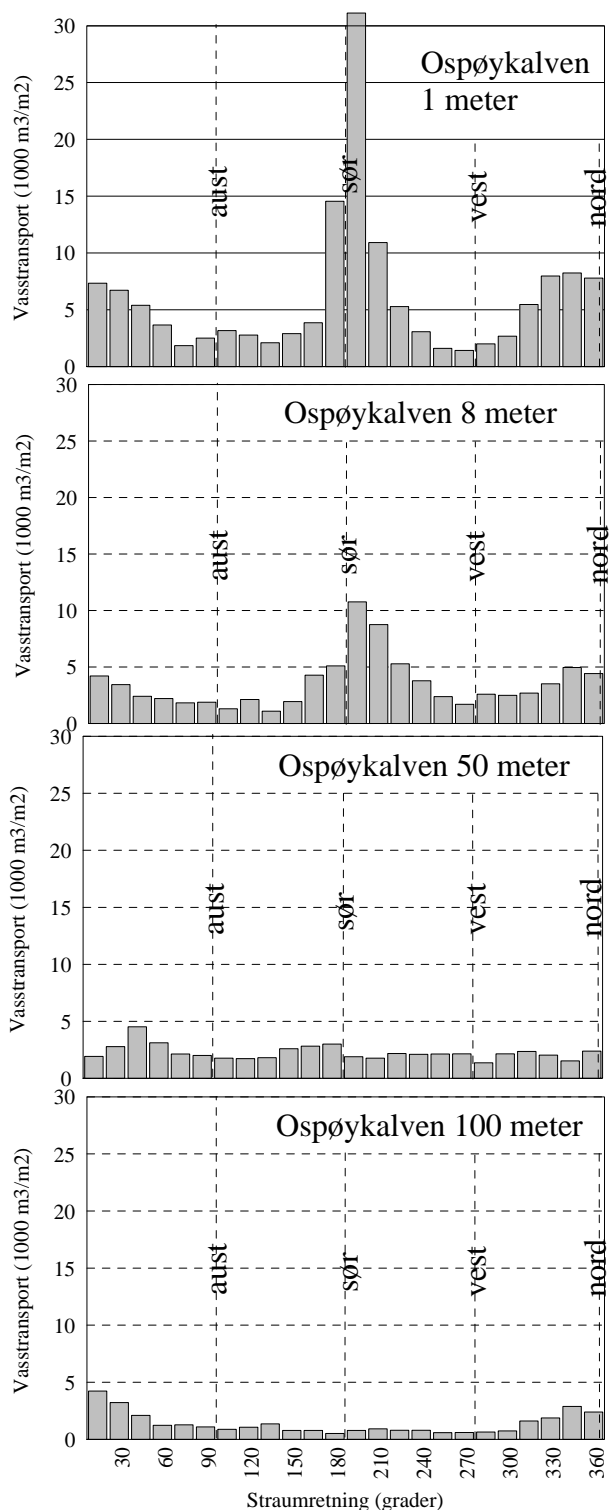 30
25
20
15
10
5
0
Vasstransport (1000 m3/m2)
Ospøykalven
1 meter
aust
sør
vest
nord
30
25
20
15
10
5
0
Vasstransport (1000 m3/m2)
Ospøykalven 8 meter
aust
sør
vest
nord
30
25
20
15
10
5
0
Vasstransport (1000 m3/m2)
Ospøykalven 50 meter
aust
sør
vest
nord
30
25
20
15
10
5
0
Vasstransport (1000 m3/m2)
Ospøykalven 100 meter
aust
sør
vest
nord
30 60 90 120 150 180 210 240 270 300 330 360
Straumretning (grader)